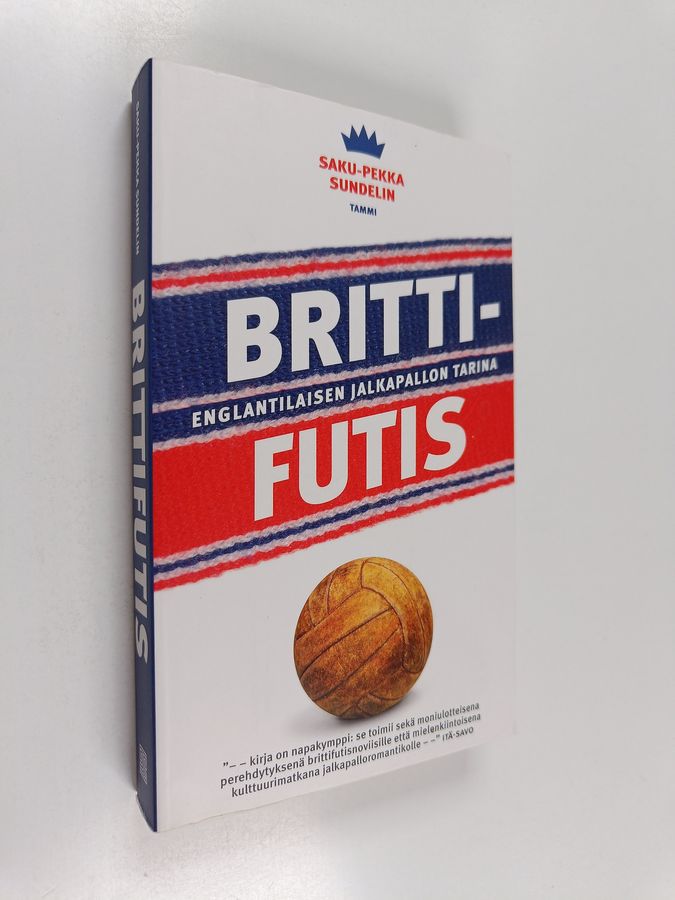 SAKU-PEKKA
SUNDELIN
TAMMI
BRITTI-
ENGLANTILAISEN JALKAPALLON TARINA
FUTIS
”– – kirja on napakymppi: se toimii sekä moniulotteisena
perehdytyksenä brittifutisnoviisille että mielenkiintoisena
kulttuurimatkana jalkapalloromantikolle – –” ITÄ-SAVO
SAKU-PEKKA SUNDELIN
BRITTIFUTIS